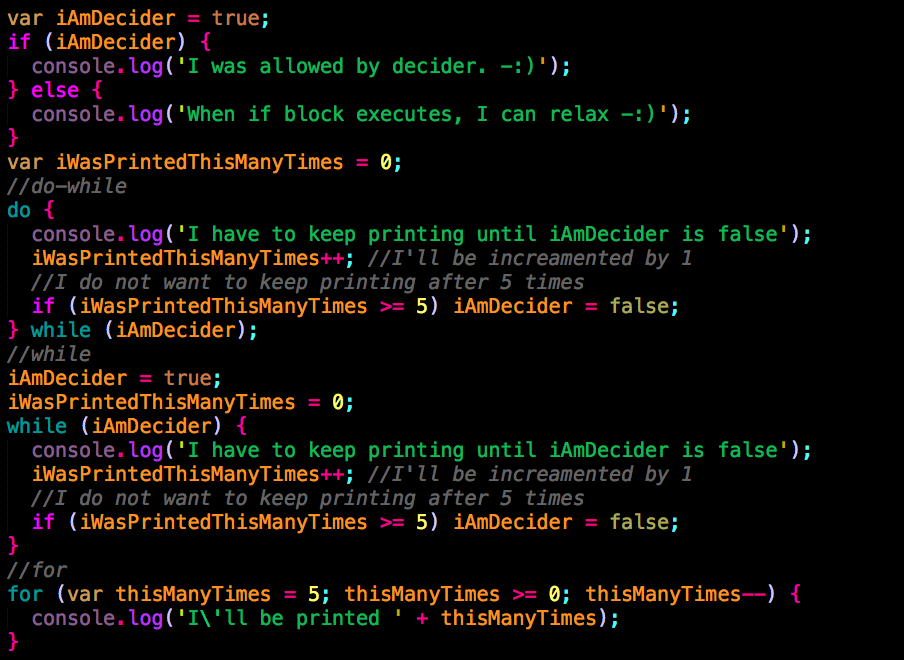 var iAmDecider = true;
if (iAmDecider) {
  console.log('I was allowed by decider. -:)');
} else {
  console.log('When if block executes, I can relax -:)');
}
var iWasPrintedThisManyTimes = 0;
//do-while
do {
  console.log('I have to keep printing until iAmDecider is false');
  iWasPrintedThisManyTimes++; //I'll be increamented by 1
  //I do not want to keep printing after 5 times
  if (iWasPrintedThisManyTimes >= 5) iAmDecider = false;
} while (iAmDecider);
//while
iAmDecider = true;
iWasPrintedThisManyTimes = 0;
while (iAmDecider) {
  console.log('I have to keep printing until iAmDecider is false');
  iWasPrintedThisManyTimes++; //I'll be increamented by 1
  //I do not want to keep printing after 5 times
  if (iWasPrintedThisManyTimes >= 5) iAmDecider = false;
}
//for
for (var thisManyTimes = 5; thisManyTimes >= 0; thisManyTimes--) {
  console.log('I\'ll be printed ' + thisManyTimes);
}